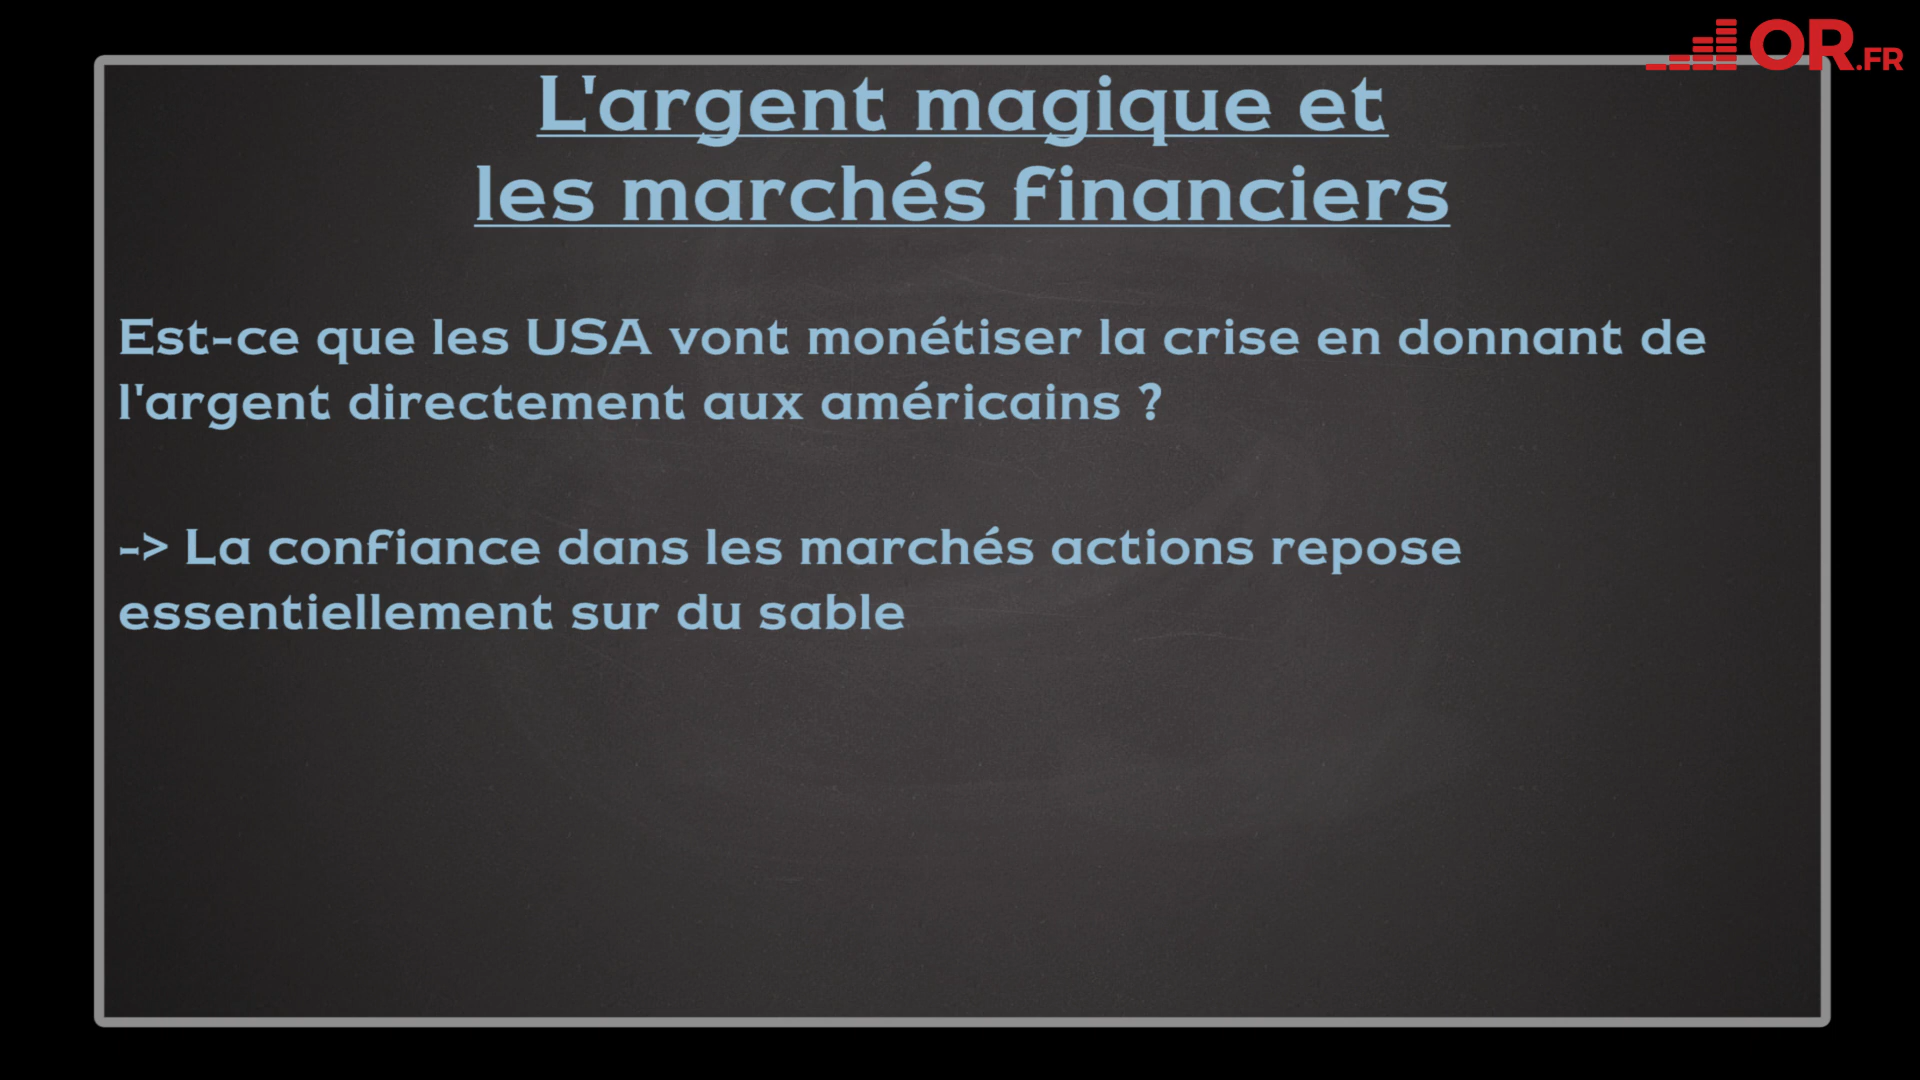 OR.FR
L'argent magique et
les marchés financiers
Est-ce que les USA vont monétiser la crise en donnant de
l'argent directement aux américains ?
-> La confiance dans les marchés actions repose
essentiellement sur du sable